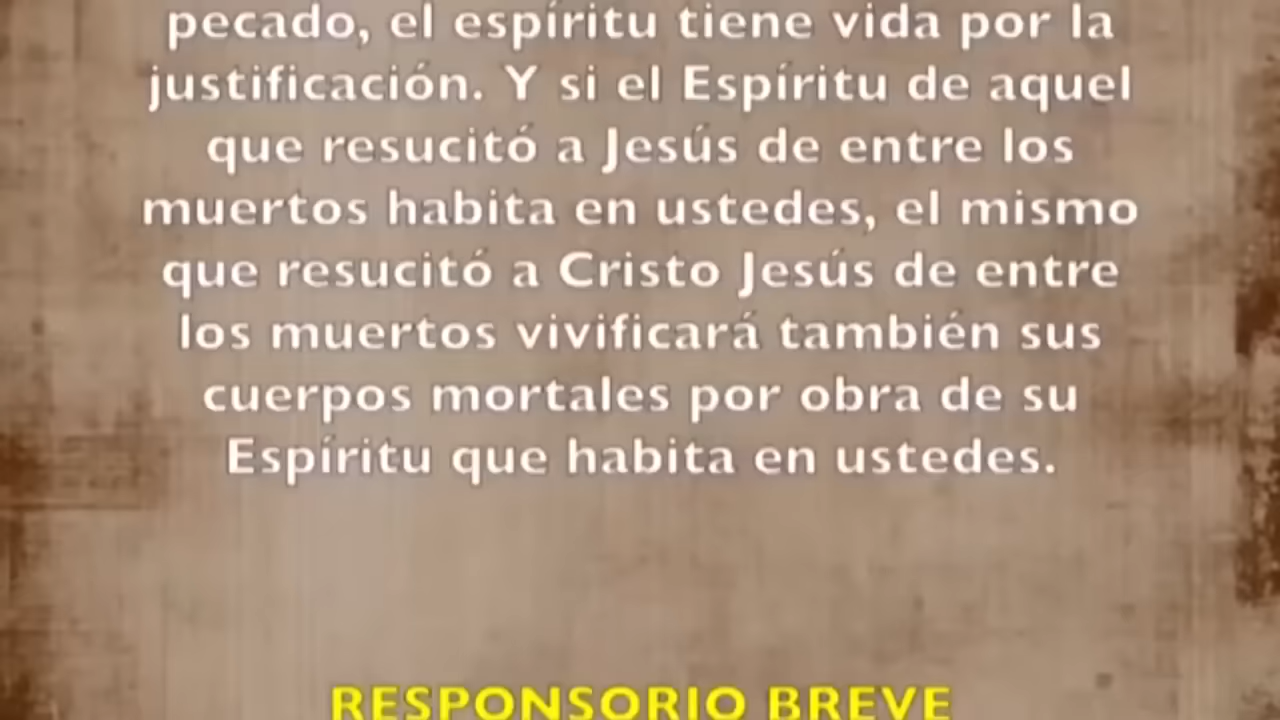 pecado, el espíritu tiene vida por la
justificación. Y si el Espíritu de aquel
que resucitó a Jesús de entre los
muertos habita en ustedes, el mismo
que resucitó a Cristo Jesús de entre
los muertos vivificará también sus
cuerpos mortales por obra de su
Espíritu que habita en ustedes.
RESPONSORIO BREVE